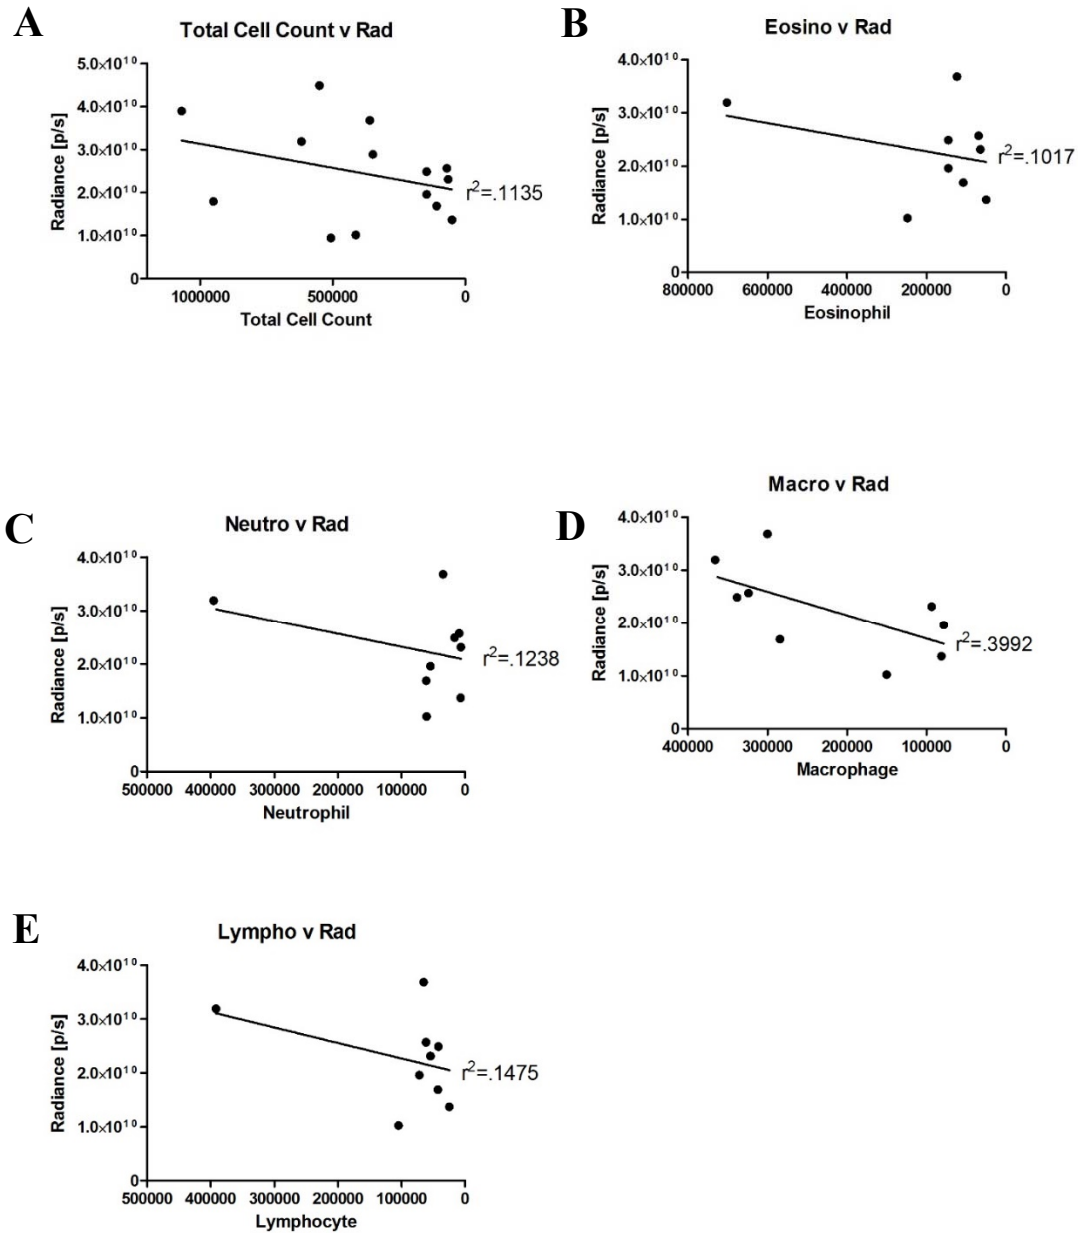 A
Total Cell Count v Rad
5.0×10¹⁰
4.0×10¹⁰
3.0×10¹⁰
2.0×10¹⁰
1.0×10¹⁰
0
Radiance [p/s]
r²=.1135
1000000 500000 0
Total Cell Count
B
Eosino v Rad
4.0×10¹⁰
3.0×10¹⁰
2.0×10¹⁰
1.0×10¹⁰
0
Radiance [p/s]
r²=.1017
800000 600000 400000 200000 0
Eosinophil
C
Neutro v Rad
4.0×10¹⁰
3.0×10¹⁰
2.0×10¹⁰
1.0×10¹⁰
0
Radiance [p/s]
r²=.1238
500000 400000 300000 200000 100000 0
Neutrophil
D
Macro v Rad
4.0×10¹⁰
3.0×10¹⁰
2.0×10¹⁰
1.0×10¹⁰
0
Radiance [p/s]
r²=.3992
400000 300000 200000 100000 0
Macrophage
E
Lympho v Rad
4.0×10¹⁰
3.0×10¹⁰
2.0×10¹⁰
1.0×10¹⁰
0
Radiance [p/s]
r²=.1475
500000 400000 300000 200000 100000 0
Lymphocyte